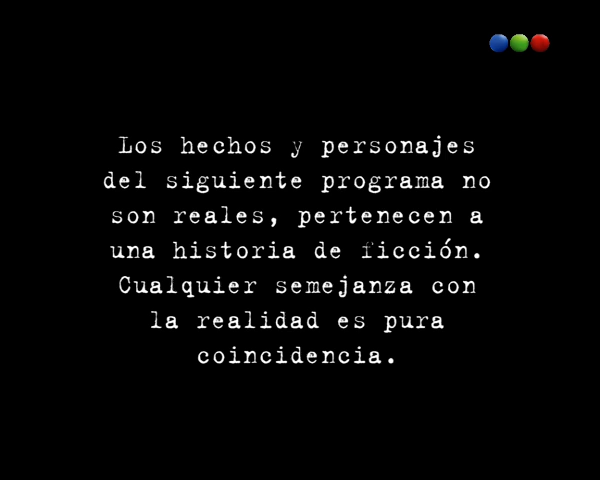 Los hechos y personajes
del siguiente programa no
son reales, pertenecen a
una historia de ficción.
Cualquier semejanza con
la realidad es pura
coincidencia.